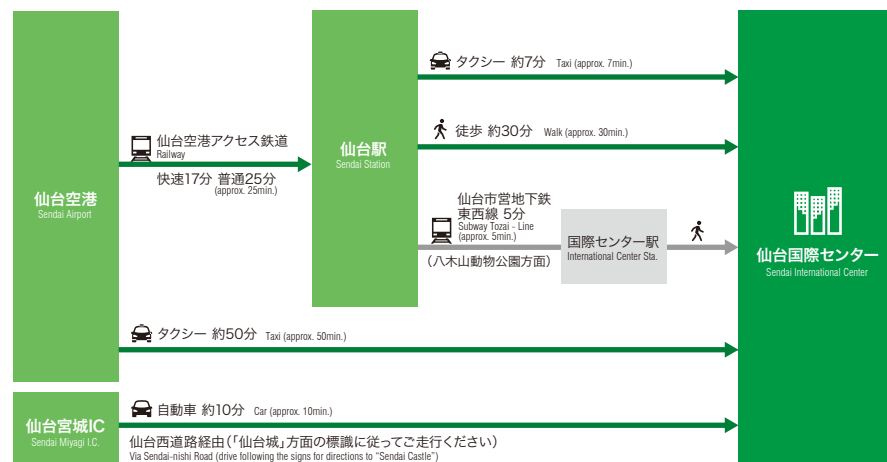 仙台空港
Sendai Airport
仙台空港アクセス鉄道
Railway
快速17分 普通25分
(approx. 25min.)
仙台駅
Sendai Station
タクシー 約7分 Taxi (approx. 7min.)
徒歩 約30分 Walk (approx. 30min.)
仙台市営地下鉄
東西線 5分
Subway Tozai - Line
(approx. 5min.)
（八木山動物公園方面）
国際センター駅
International Center Sta.
仙台国際センター
Sendai International Center
タクシー 約50分 Taxi (approx. 50min.)
仙台宮城IC
Sendai Miyagi I.C.
自動車 約10分 Car (approx. 10min.)
仙台西道路経由（「仙台城」方面の標識に従ってご走行ください）
Via Sendai-nishi Road (drive following the signs for directions to “Sendai Castle”)